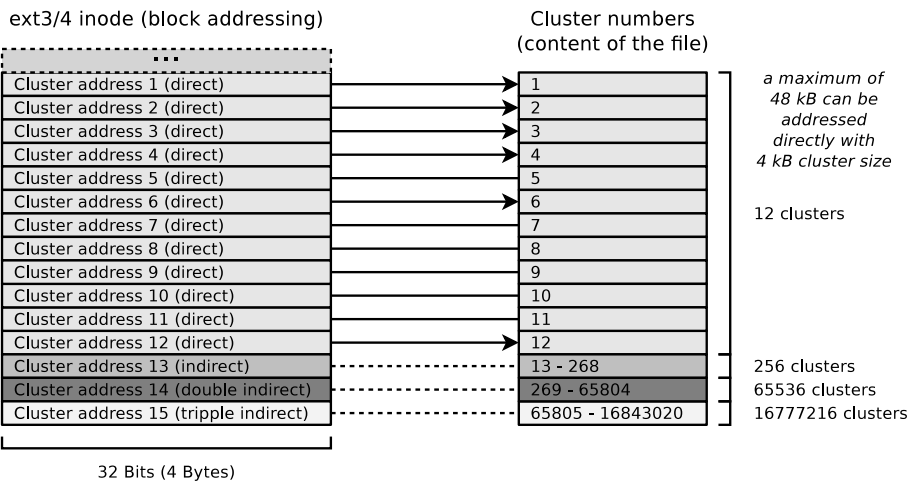 ext3/4 inode (block addressing)
Cluster numbers
(content of the file)
...
Cluster address 1 (direct)
1
Cluster address 2 (direct)
2
Cluster address 3 (direct)
3
Cluster address 4 (direct)
4
Cluster address 5 (direct)
5
Cluster address 6 (direct)
6
Cluster address 7 (direct)
7
Cluster address 8 (direct)
8
Cluster address 9 (direct)
9
Cluster address 10 (direct)
10
Cluster address 11 (direct)
11
Cluster address 12 (direct)
12
Cluster address 13 (indirect)
13 - 268
Cluster address 14 (double indirect)
269 - 65804
Cluster address 15 (tripple indirect)
65805 - 16843020
a maximum of
48 kB can be
addressed
directly with
4 kB cluster size
12 clusters
256 clusters
65536 clusters
16777216 clusters
32 Bits (4 Bytes)